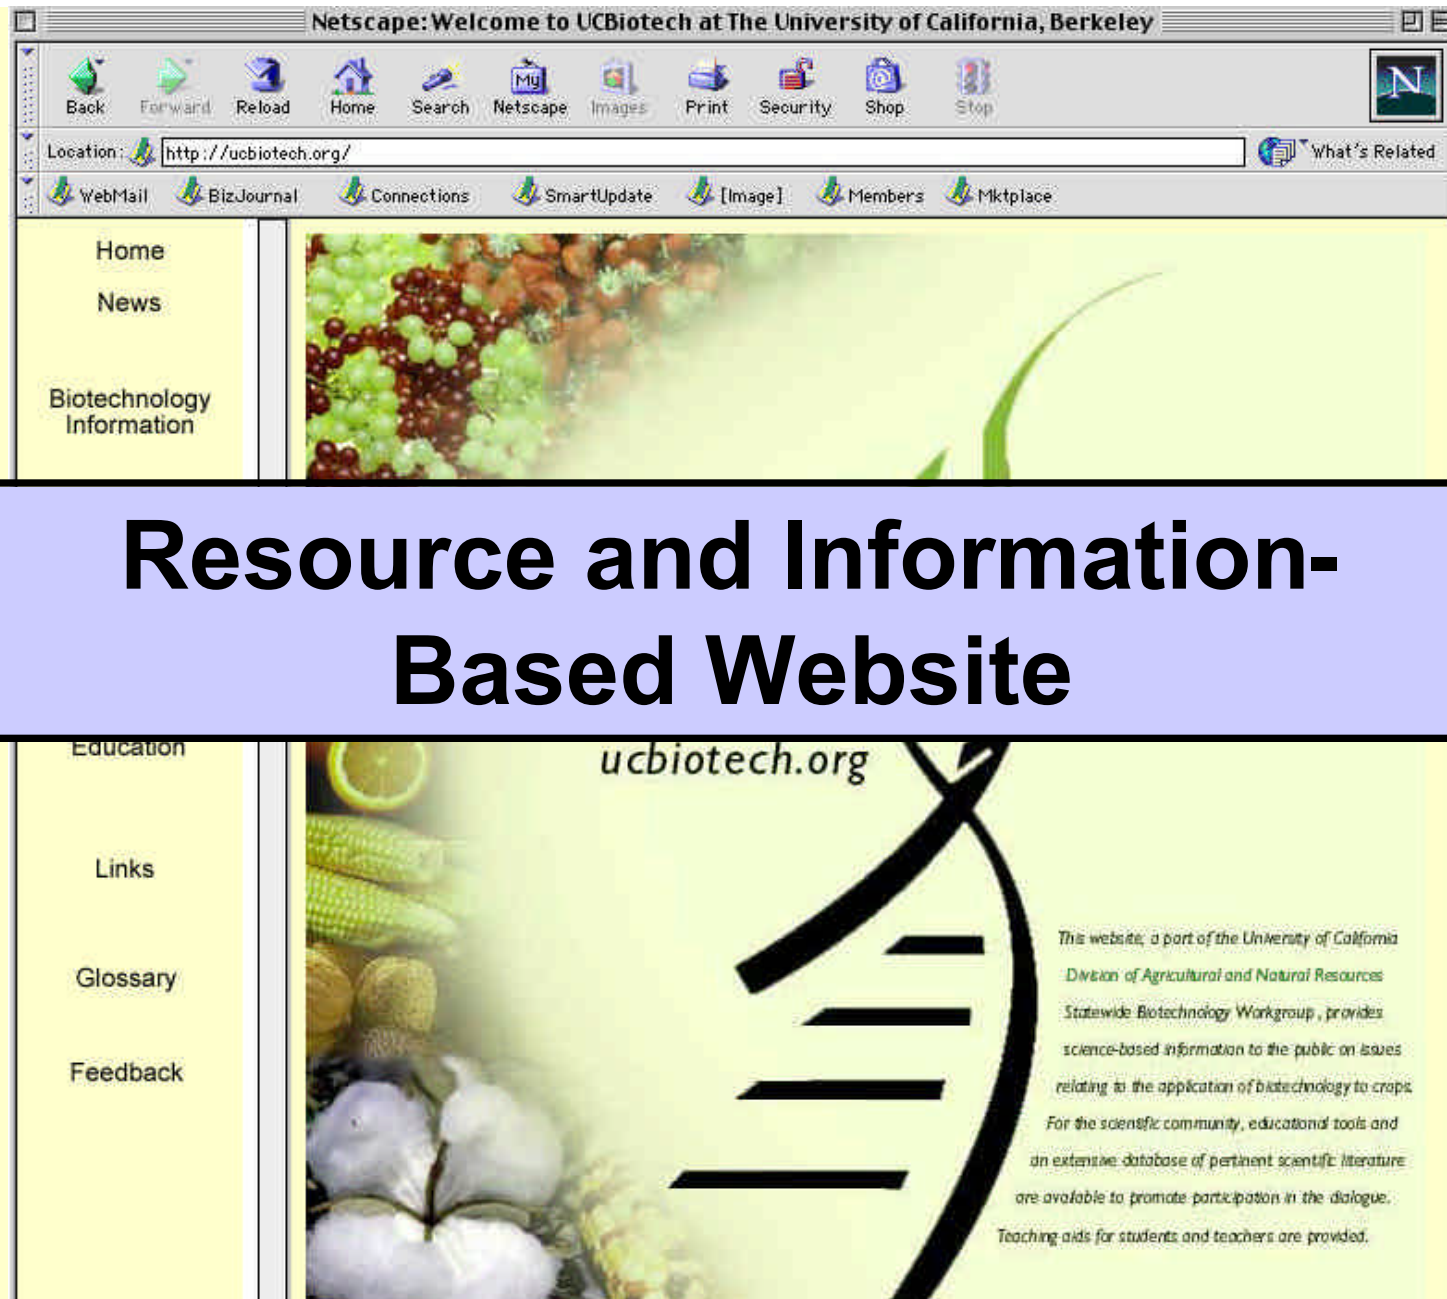 Netscape: Welcome to UCBiotech at The University of California, Berkeley
Back Forward Reload Home Search Netscape Images Print Security Shop Stop
My
N
Location: http://ucbiotech.org/ What's Related
WebMail BizJournal Connections SmartUpdate [Image] Members Mktplace
Home
News
Biotechnology
Information
Resource and Information-
Based Website
Education
ucbiotech.org
Links
Glossary
Feedback
This website, a part of the University of California
Division of Agricultural and Natural Resources
Statewide Biotechnology Workgroup, provides
science-based information to the public on issues
relating to the application of biotechnology to crops.
For the scientific community, educational tools and
an extensive database of pertinent scientific literature
are available to promote participation in the dialogue.
Teaching aids for students and teachers are provided.